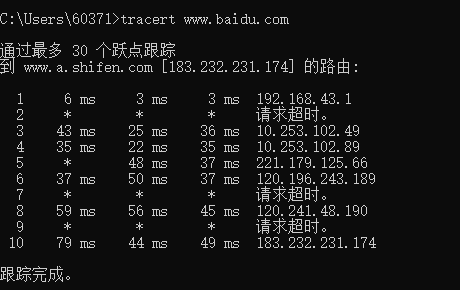 C:\Users\60371>tracert www.baidu.com
通过最多 30 个跃点跟踪
到 www.a.shifen.com [183.232.231.174] 的路由:
1 6 ms 3 ms 3 ms 192.168.43.1
2 * * * 请求超时。
3 43 ms 25 ms 36 ms 10.253.102.49
4 35 ms 22 ms 35 ms 10.253.102.89
5 * 48 ms 37 ms 221.179.125.66
6 37 ms 50 ms 37 ms 120.196.243.189
7 * * * 请求超时。
8 59 ms 56 ms 45 ms 120.241.48.190
9 * * * 请求超时。
10 79 ms 44 ms 49 ms 183.232.231.174
跟踪完成。